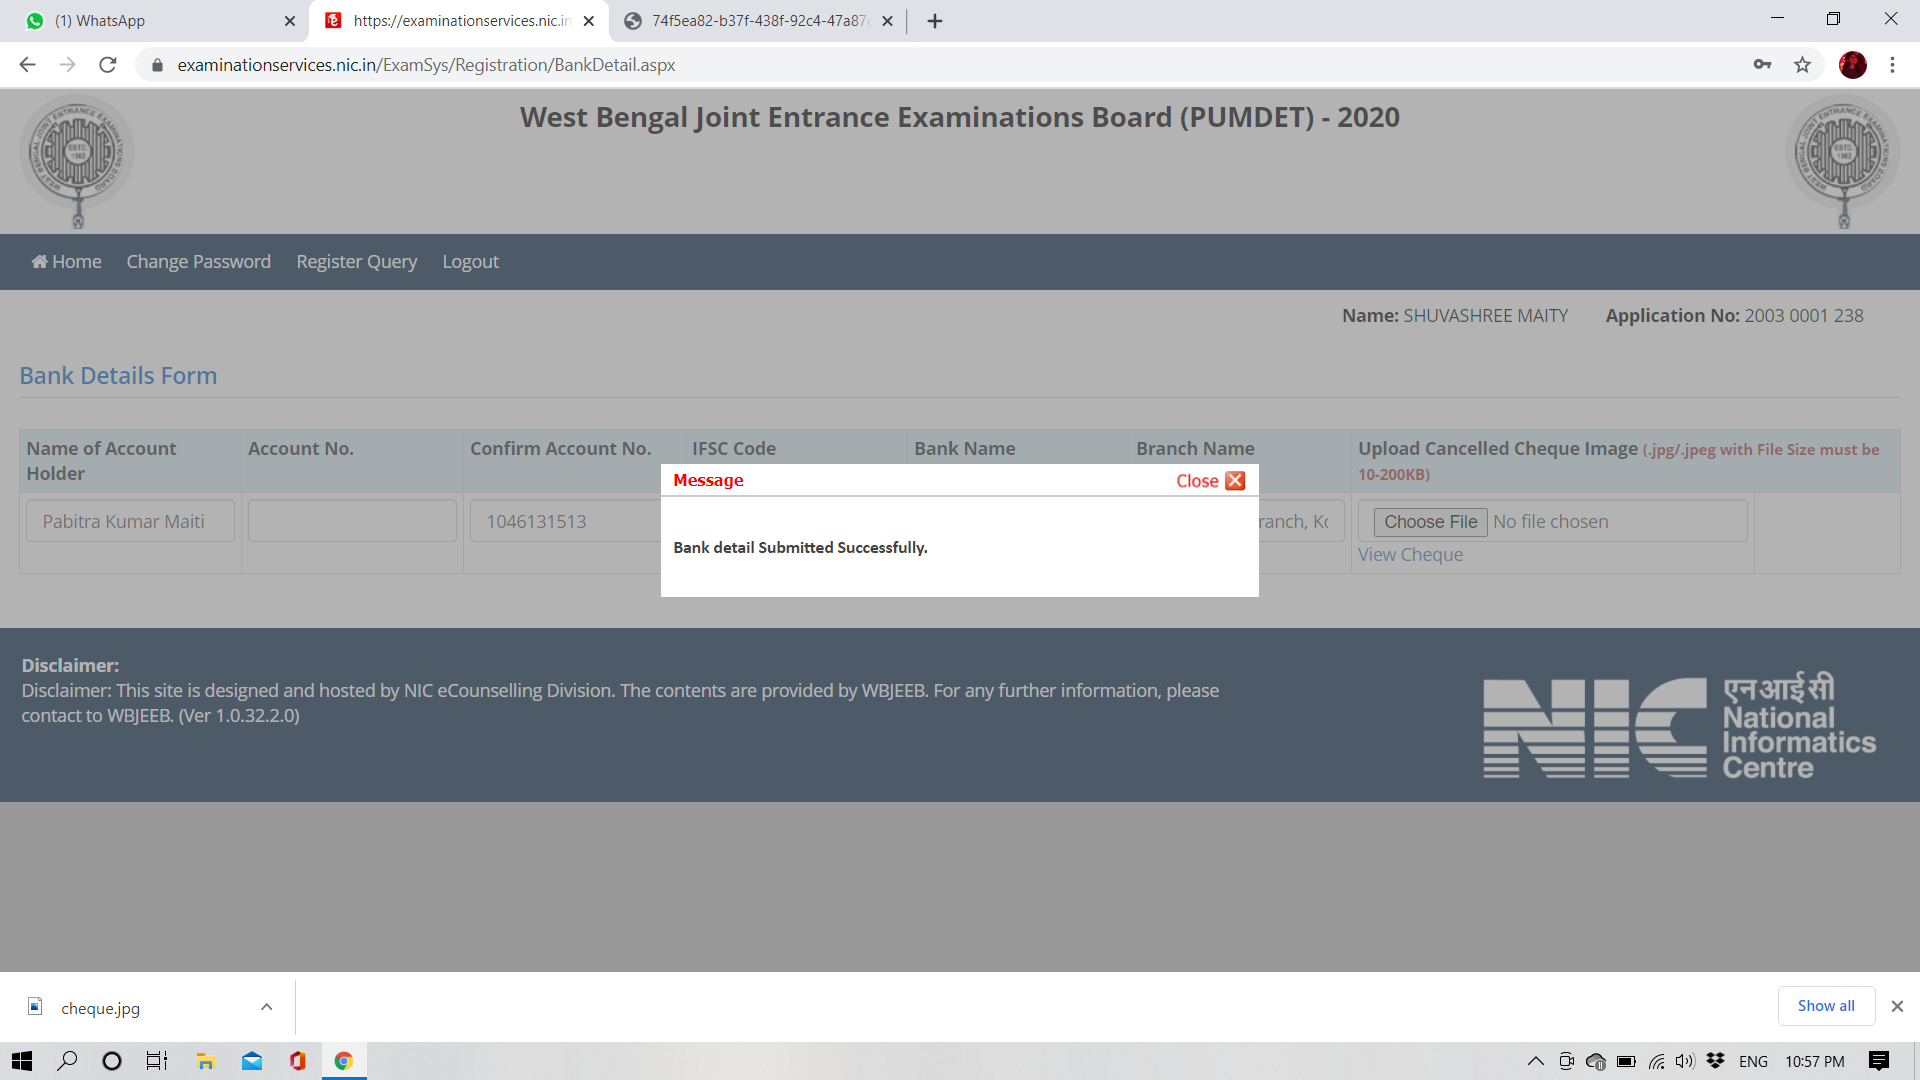 (1) WhatsApp
https://examinationservices.nic.in
74f5ea82-b37f-438f-92c4-47a87c
examinationservices.nic.in/ExamSys/Registration/BankDetail.aspx
West Bengal Joint Entrance Examinations Board (PUMDET) - 2020
Home Change Password Register Query Logout
Name: SHUVASHREE MAITY Application No: 2003 0001 238
Bank Details Form
Name of Account Holder
Account No.
Confirm Account No.
IFSC Code
Bank Name
Branch Name
Upload Cancelled Cheque Image (.jpg/.jpeg with File Size must be
10-200KB)
Message Close
Bank detail Submitted Successfully.
Pabitra Kumar Maiti
1046131513
ranch, Ko
Choose File No file chosen
View Cheque
Disclaimer:
Disclaimer: This site is designed and hosted by NIC eCounselling Division. The contents are provided by WBJEEB. For any further information, please
contact to WBJEEB. (Ver 1.0.32.2.0)
NIC
एन आई सी
National
Informatics
Centre
cheque.jpg
Show all
ENG 10:57 PM